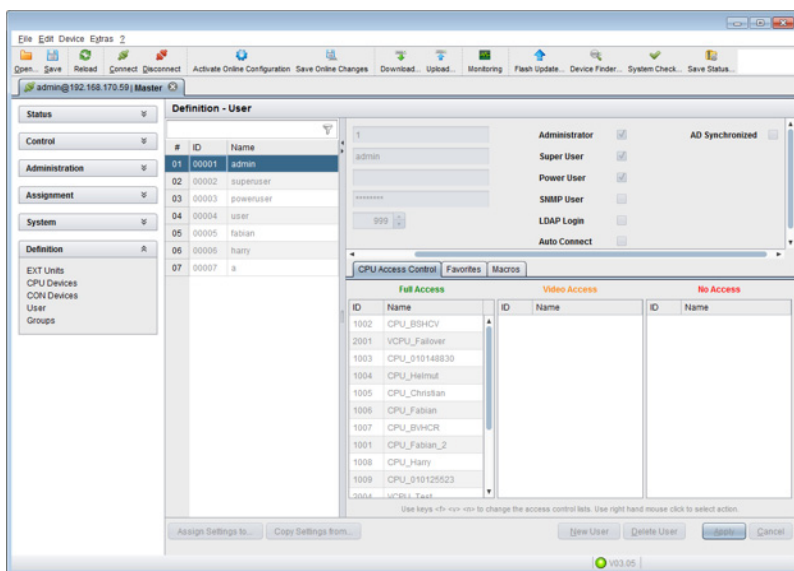 File Edit Device Extras ?
Open... Save Reload Connect Disconnect Activate Online Configuration Save Online Changes Download... Upload... Monitoring Flash Update... Device Finder... System Check... Save Status...
admin@192.168.170.59 | Master
Status
Control
Administration
Assignment
System
Definition
EXT Units
CPU Devices
CON Devices
User
Groups
Definition - User
# ID Name
01 00001 admin
02 00002 superuser
03 00003 poweruser
04 00004 user
05 00005 fabian
06 00006 harry
07 00007 a
1
admin
********
999
Administrator
Super User
Power User
SNMP User
LDAP Login
Auto Connect
AD Synchronized
CPU Access Control Favorites Macros
Full Access Video Access No Access
ID Name ID Name ID Name
1002 CPU_BSHCV
2001 VCPU_Failover
1003 CPU_010148830
1004 CPU_Helmut
1005 CPU_Christian
1006 CPU_Fabian
1007 CPU_BVHCR
1001 CPU_Fabian_2
1008 CPU_Harry
1009 CPU_010125523
2004 VCPU_Test
Use keys <f> <v> <n> to change the access control lists. Use right hand mouse click to select action.
Assign Settings to... Copy Settings from... New User Delete User Apply Cancel
V03.05